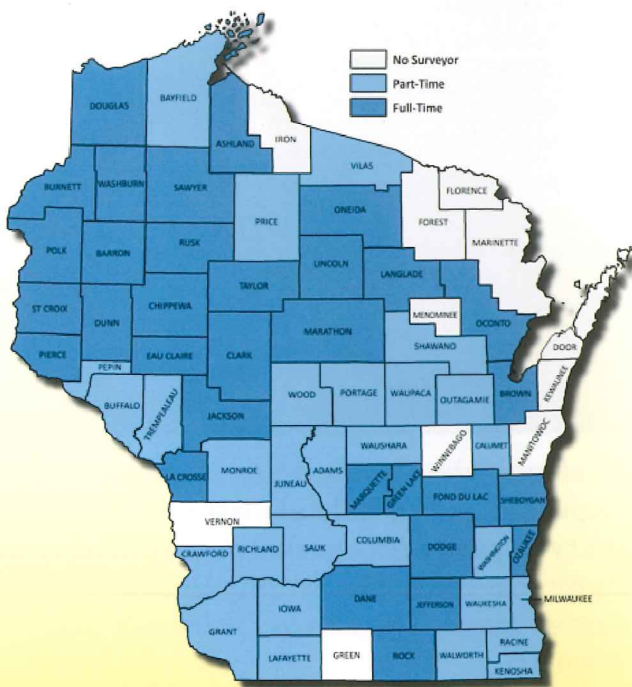 No Surveyor
Part-Time
Full-Time
DOUGLAS
BAYFIELD
ASHLAND
IRON
VILAS
FLORENCE
BURNETT
WASHBURN
SAWYER
PRICE
ONEIDA
FOREST
MARINETTE
POLK
BARRON
RUSK
LINCOLN
LANGLADE
TAYLOR
ST CROIX
DUNN
CHIPPEWA
MARATHON
MENOMINEE
OCONTO
PIERCE
EAU CLAIRE
CLARK
SHAWANO
DOOR
PEPIN
BUFFALO
TREMPLEALEAU
JACKSON
WOOD
PORTAGE
WAUPACA
OUTAGAMIE
BROWN
KEWAUNEE
LA CROSSE
MONROE
JUNEAU
ADAMS
WAUSHARA
WINNEBAGO
CALUMET
MANITOWOC
MARQUETTE
GREEN LAKE
FOND DU LAC
SHEBOYGAN
VERNON
CRAWFORD
RICHLAND
SAUK
COLUMBIA
DODGE
WASHINGTON
OZAUKEE
GRANT
IOWA
DANE
JEFFERSON
WAUKESHA
MILWAUKEE
LAFAYETTE
GREEN
ROCK
WALWORTH
RACINE
KENOSHA